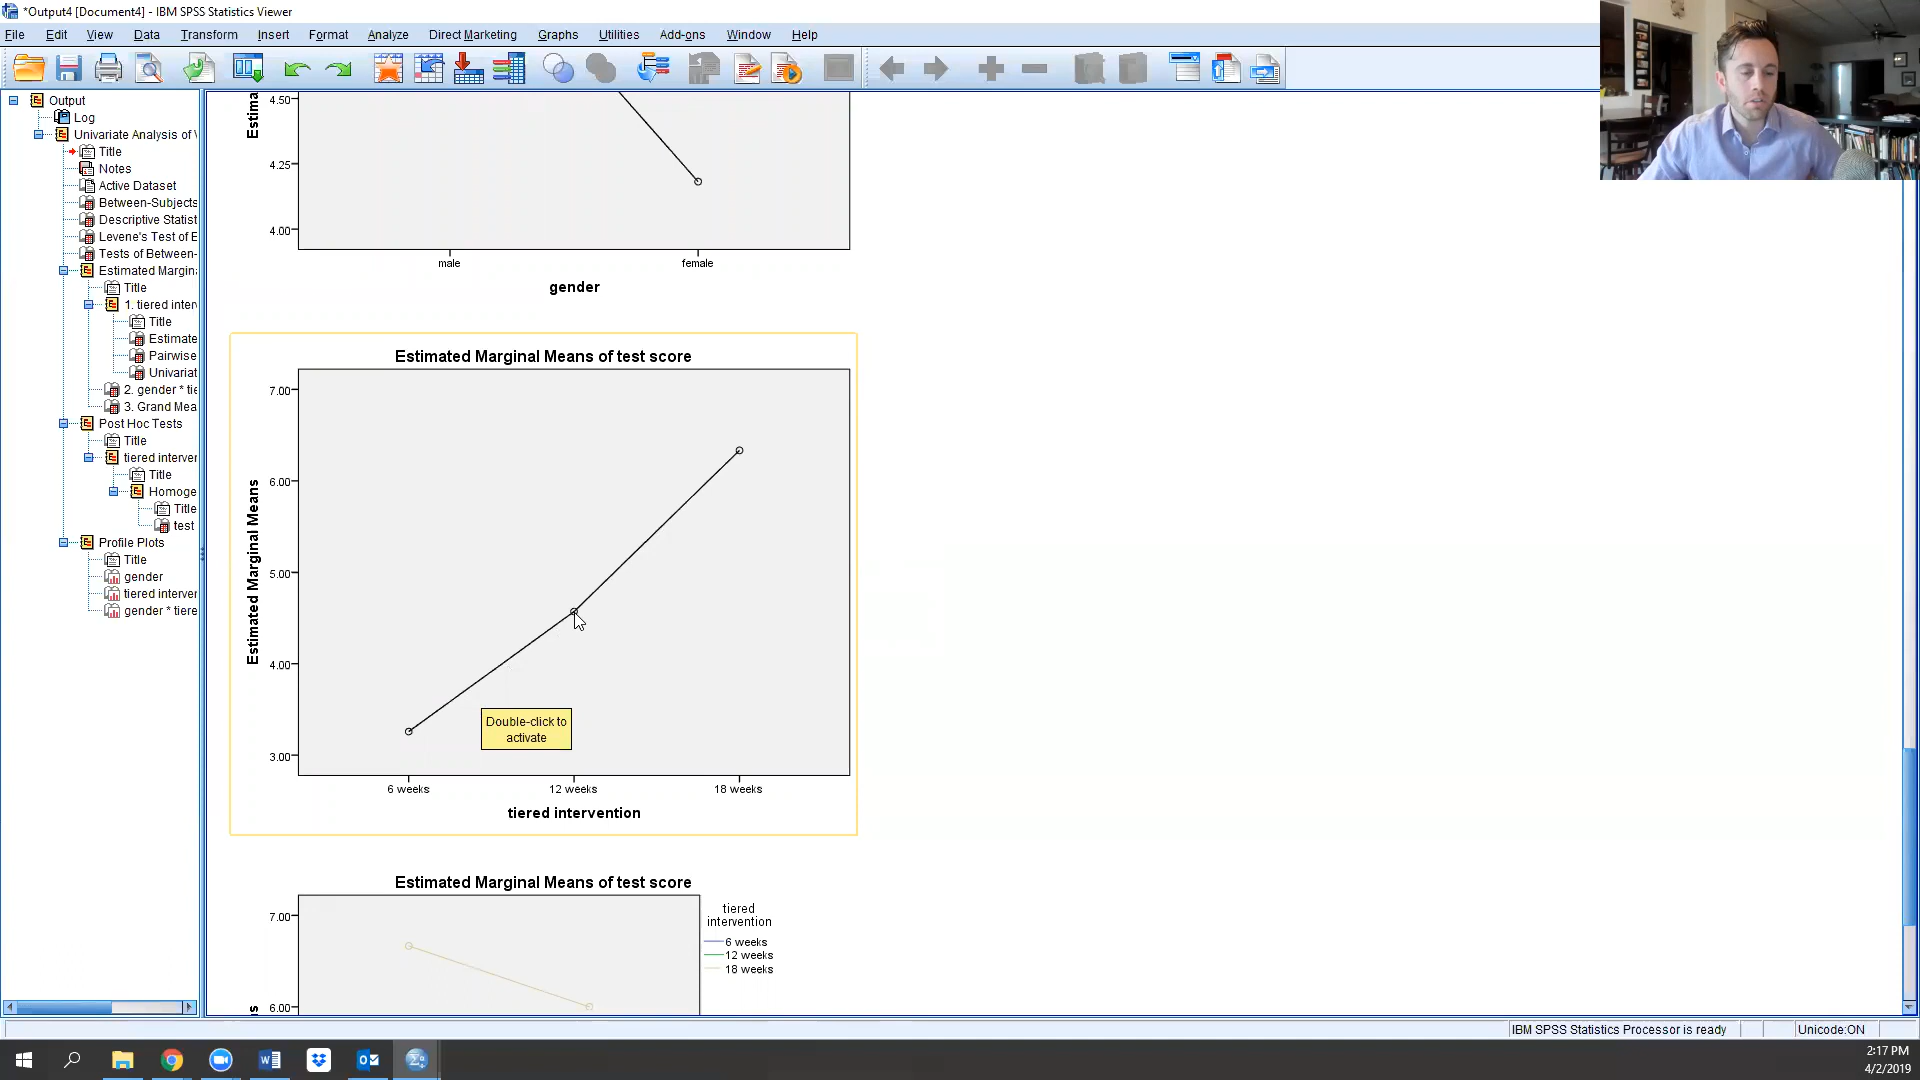 *Output4 [Document4] - IBM SPSS Statistics Viewer
File Edit View Data Transform Insert Format Analyze Direct Marketing Graphs Utilities Add-ons Window Help
Output
Log
Univariate Analysis of V
Title
Notes
Active Dataset
Between-Subjects
Descriptive Statist
Levene's Test of E
Tests of Between-
Estimated Margina
Title
1. tiered interv
Title
Estimate
Pairwise
Univariat
2. gender * tie
3. Grand Mea
Post Hoc Tests
Title
tiered interver
Title
Homoge
Title
test
Profile Plots
Title
gender
tiered interver
gender * tiere
Estima
4.50
4.25
4.00
male female
gender
Estimated Marginal Means of test score
Estimated Marginal Means
7.00
6.00
5.00
4.00
3.00
Double-click to
activate
6 weeks 12 weeks 18 weeks
tiered intervention
Estimated Marginal Means of test score
7.00
6.00
tiered
intervention
6 weeks
12 weeks
18 weeks
IBM SPSS Statistics Processor is ready Unicode:ON
2:17 PM
4/2/2019